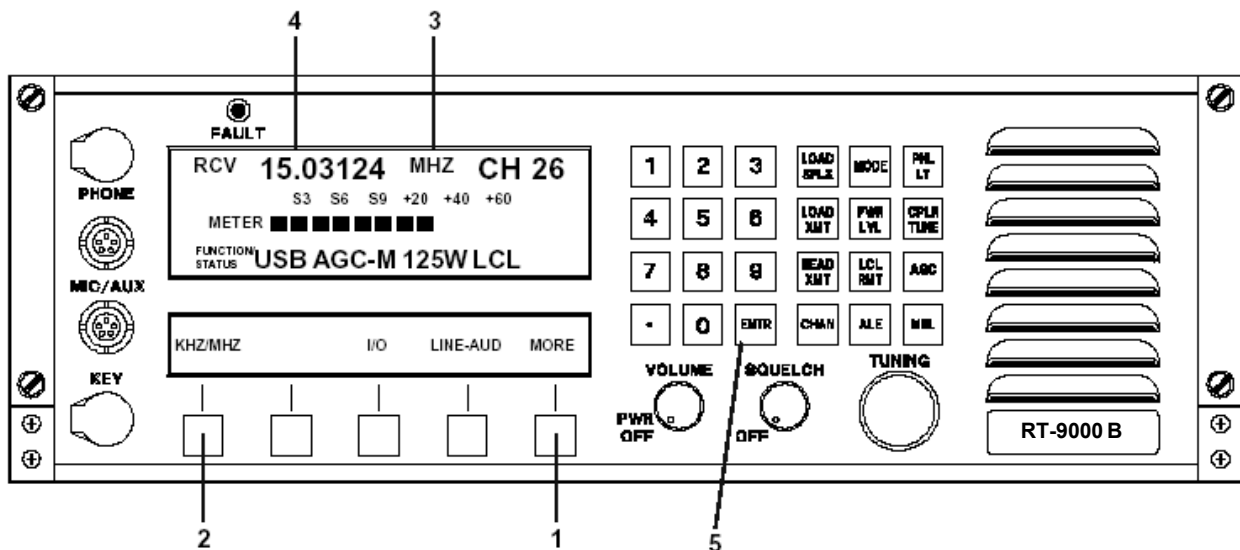 4 3
FAULT
PHONE
MIC/AUX
KEY
RCV 15.03124 MHZ CH 26
S3 S6 S9 +20 +40 +60
METER
FUNCTION/
STATUS
USB AGC-M 125W LCL
KHZ/MHZ I/O LINE-AUD MORE
1 2 3 LOAD SPLX MODE PNL LT
4 5 6 LOAD XMT PWR LVL CPLR TUNE
7 8 9 READ XMT LCL RMT AGC
. 0 ENTR CHAN ALE
VOLUME SQUELCH TUNING
PWR
OFF
OFF
RT-9000 B
2 1 5